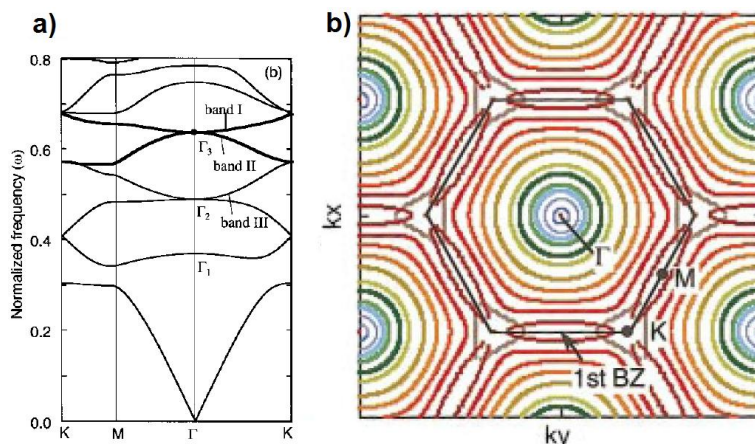 a)
b)
(b)
0.8
0.6
0.4
0.2
0.0
Normalized frequency (ω)
band I
Γ3
band II
Γ2
band III
Γ1
K
M
Γ
K
kx
Γ
M
K
1st BZ
ky